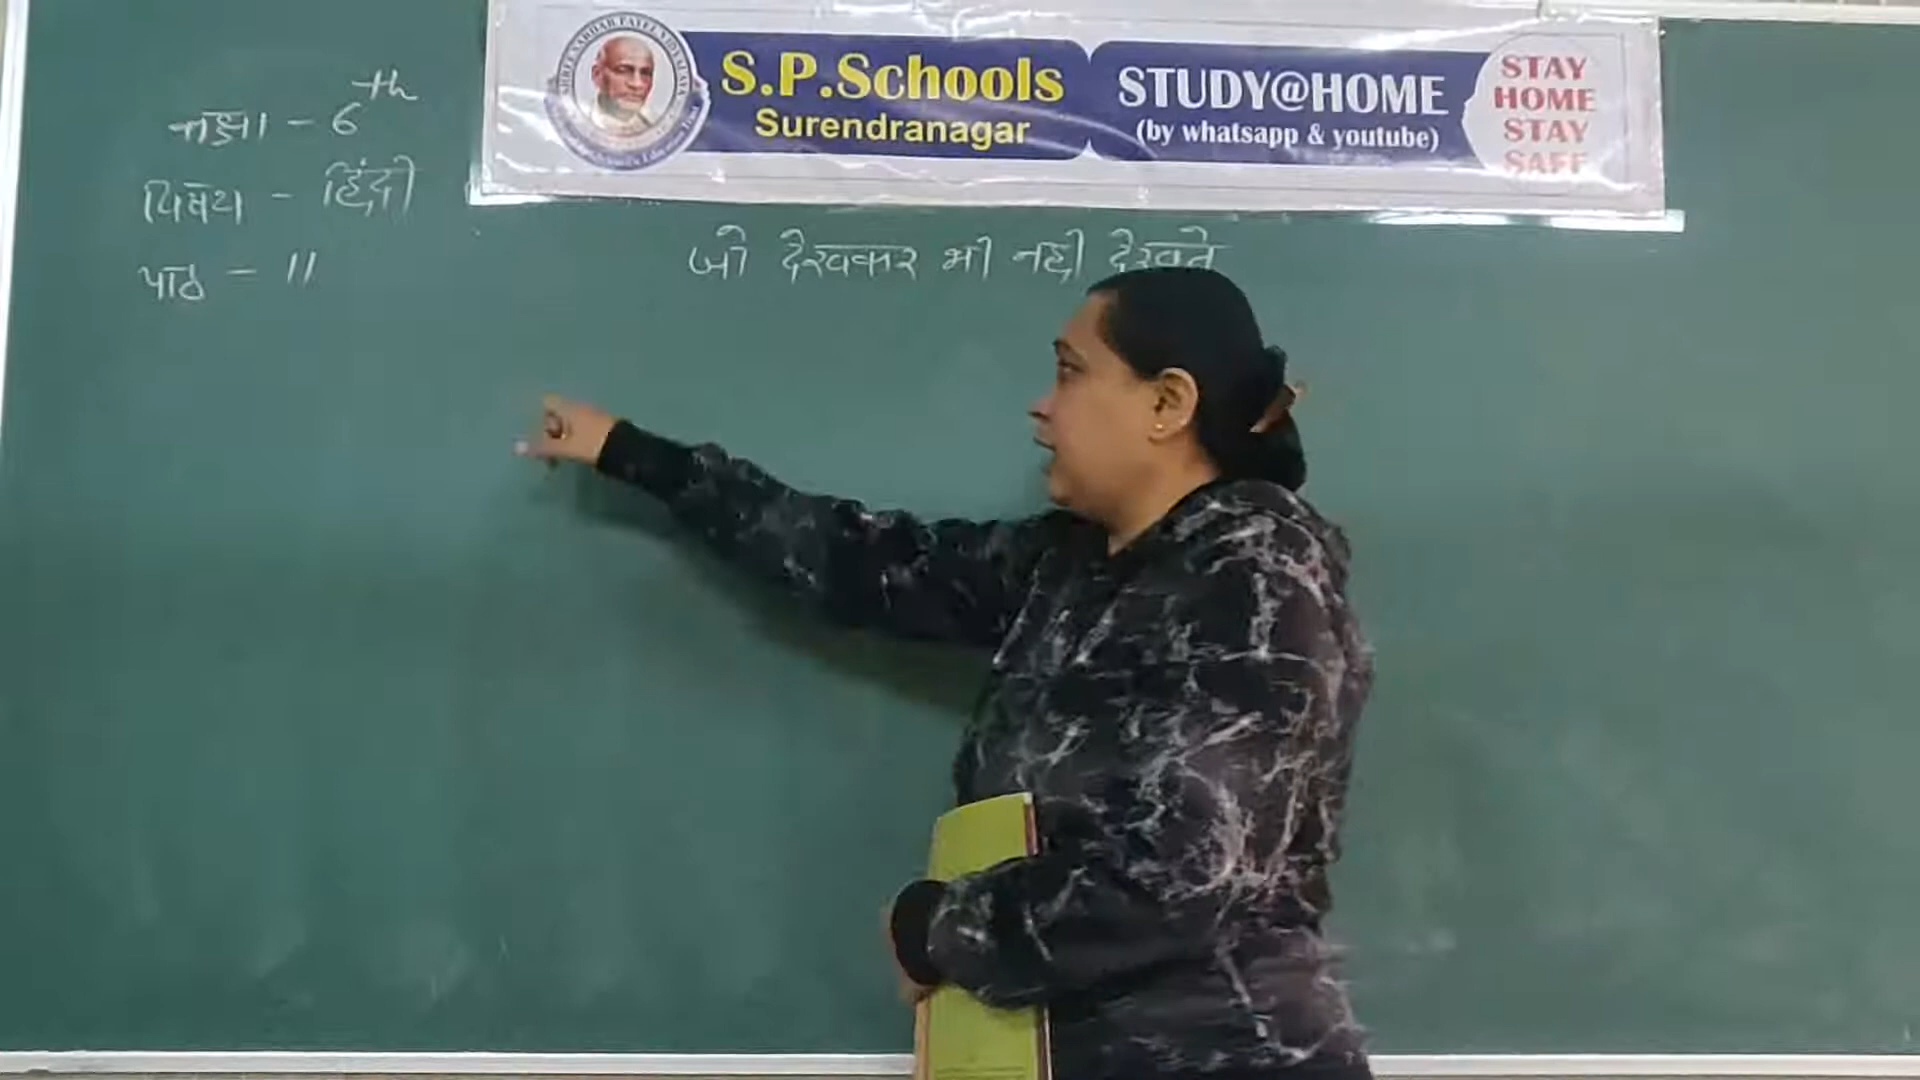 S.P.Schools
Surendranagar
STUDY@HOME
(by whatsapp & youtube)
STAY
HOME
STAY
SAFE
कक्षा - 6th
विषय - हिंदी
पाठ - 11
जो देखकर भी नही देखते